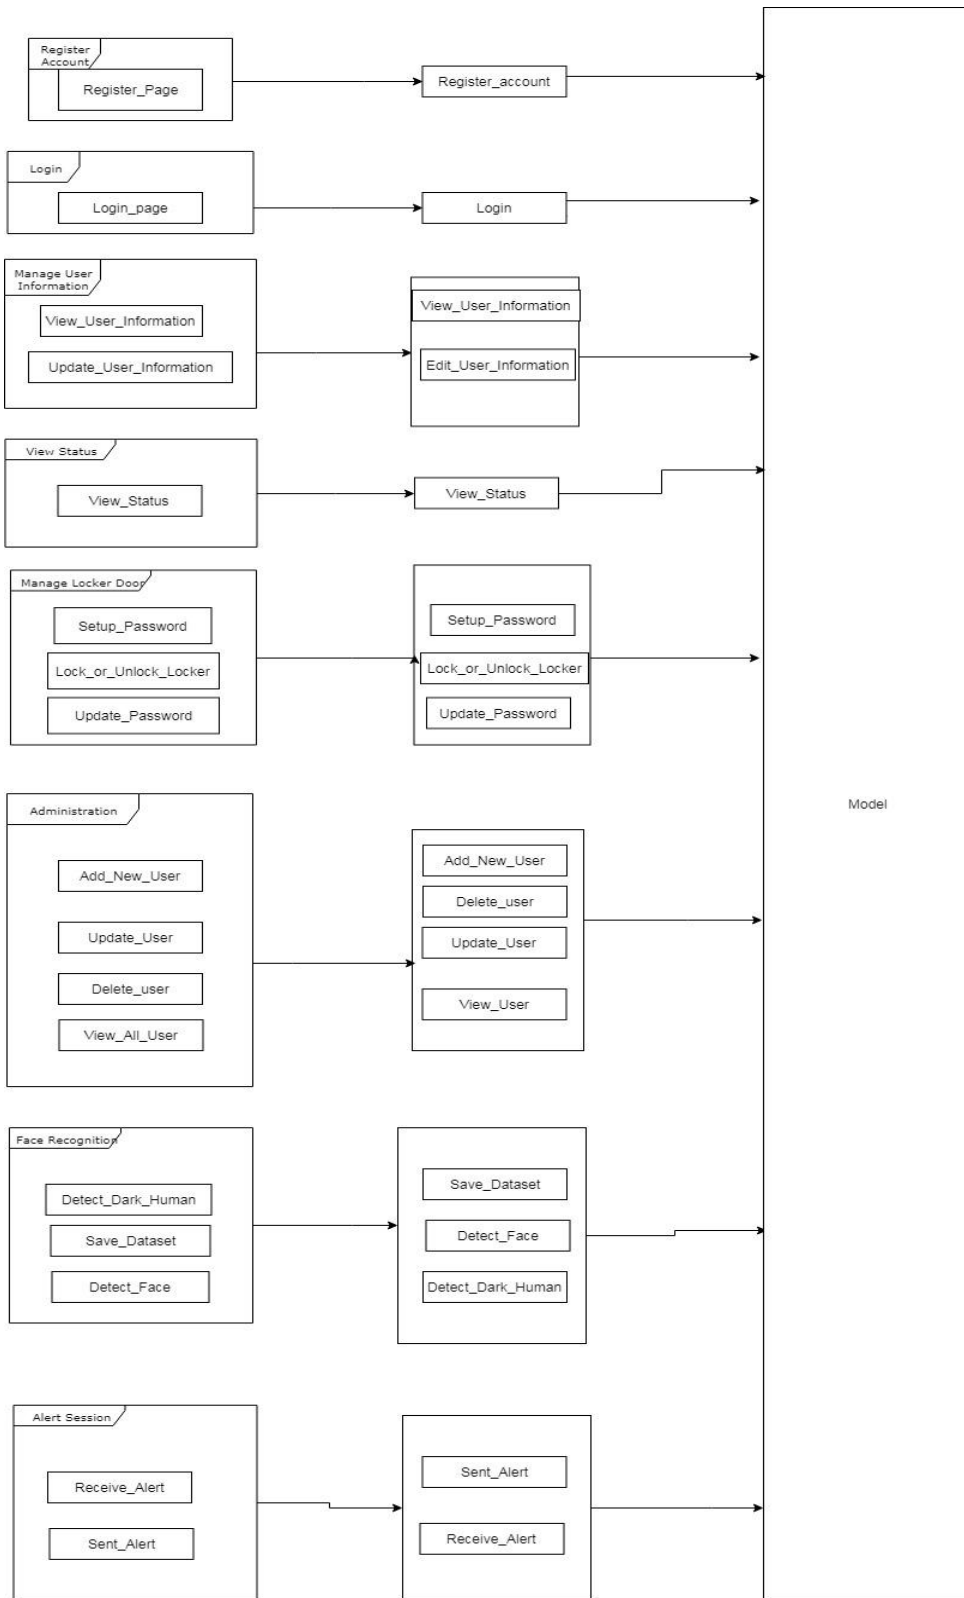 Register
Account
Register_Page
Register_account
Login
Login_page
Login
Manage User
Information
View_User_Information
Update_User_Information
View_User_Information
Edit_User_Information
View Status
View_Status
View_Status
Manage Locker Door
Setup_Password
Lock_or_Unlock_Locker
Update_Password
Setup_Password
Lock_or_Unlock_Locker
Update_Password
Model
Administration
Add_New_User
Update_User
Delete_user
View_All_User
Add_New_User
Delete_user
Update_User
View_User
Face Recognition
Detect_Dark_Human
Save_Dataset
Detect_Face
Save_Dataset
Detect_Face
Detect_Dark_Human
Alert Session
Receive_Alert
Sent_Alert
Sent_Alert
Receive_Alert